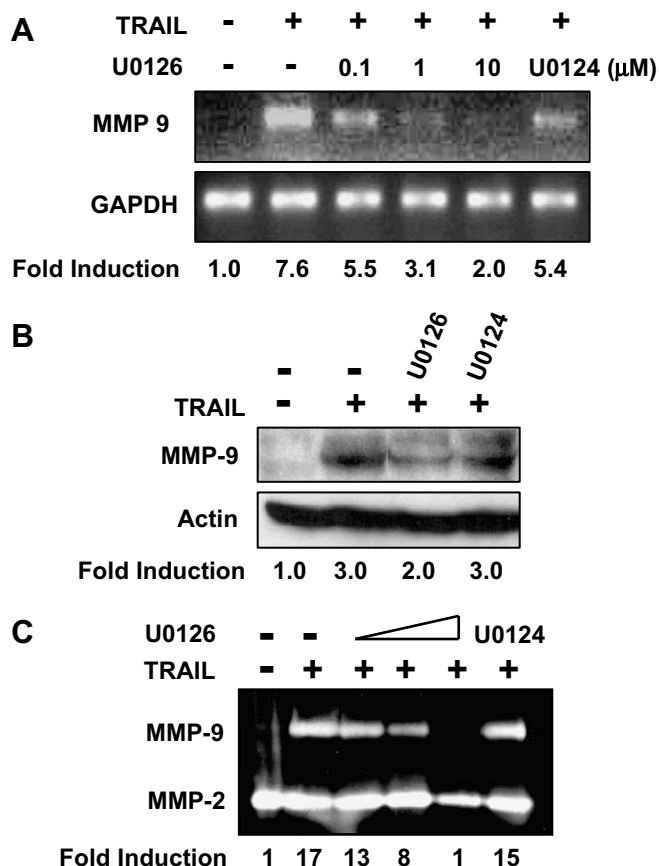 A
TRAIL - + + + + +
U0126 - - 0.1 1 10 U0124 (μM)
MMP 9
GAPDH
Fold Induction 1.0 7.6 5.5 3.1 2.0 5.4
B
- - U0126 U0124
TRAIL - + + +
MMP-9
Actin
Fold Induction 1.0 3.0 2.0 3.0
C
U0126 - - U0124
TRAIL - + + + + +
MMP-9
MMP-2
Fold Induction 1 17 13 8 1 15